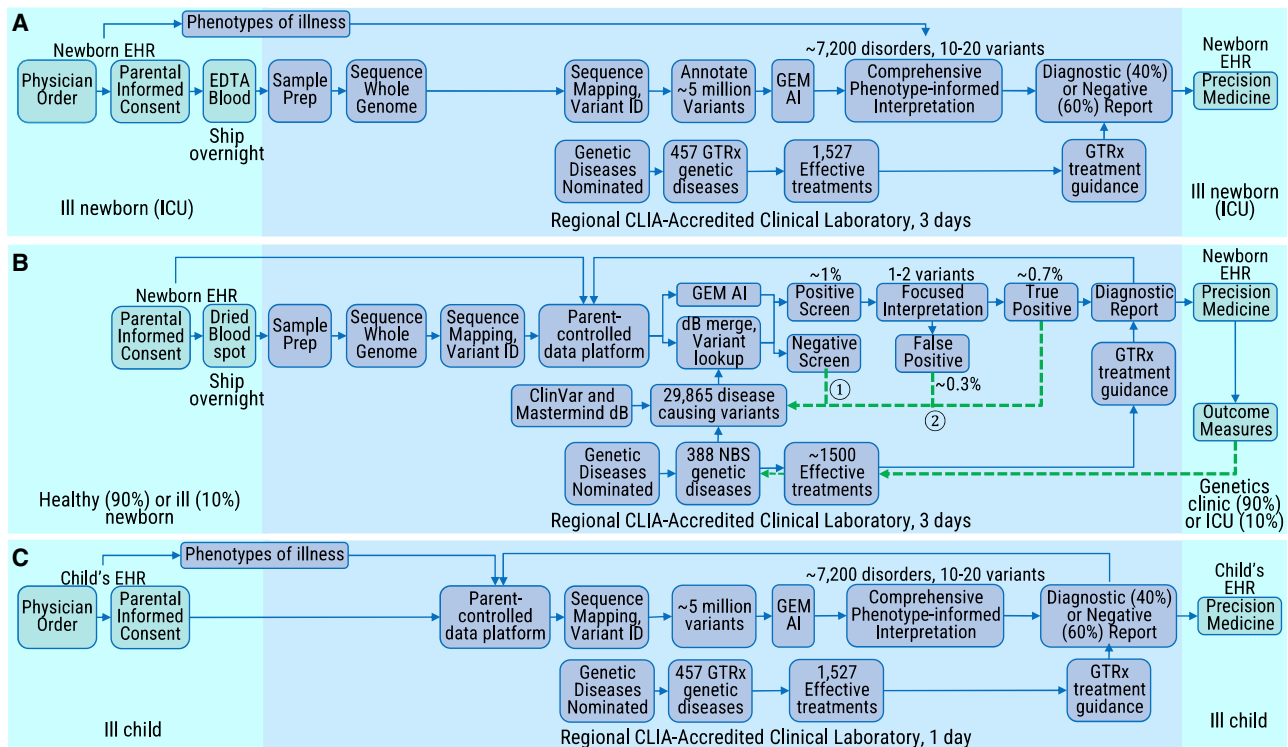 A
Phenotypes of illness
Newborn EHR
~7,200 disorders, 10-20 variants
Newborn
EHR
Physician
Order
Parental
Informed
Consent
EDTA
Blood
Sample
Prep
Sequence
Whole
Genome
Sequence
Mapping,
Variant ID
Annotate
~5 million
Variants
GEM
AI
Comprehensive
Phenotype-informed
Interpretation
Diagnostic (40%)
or Negative
(60%) Report
Precision
Medicine
Ship
overnight
Genetic
Diseases
Nominated
457 GTRx
genetic
diseases
1,527
Effective
treatments
GTRx
treatment
guidance
Ill newborn (ICU)
Regional CLIA-Accredited Clinical Laboratory, 3 days
Ill newborn
(ICU)
B
Newborn EHR
~1%
1-2 variants
~0.7%
Newborn
EHR
Parental
Informed
Consent
Dried
Blood
spot
Sample
Prep
Sequence
Whole
Genome
Sequence
Mapping,
Variant ID
Parent-
controlled
data platform
GEM AI
dB merge,
Variant
lookup
Positive
Screen
Negative
Screen
Focused
Interpretation
False
Positive
True
Positive
Diagnostic
Report
Precision
Medicine
Ship
overnight
1
~0.3%
2
GTRx
treatment
guidance
ClinVar and
Mastermind dB
29,865 disease
causing variants
Outcome
Measures
Genetic
Diseases
Nominated
388 NBS
genetic
diseases
~1500
Effective
treatments
Healthy (90%) or ill (10%)
newborn
Regional CLIA-Accredited Clinical Laboratory, 3 days
Genetics
clinic (90%)
or ICU (10%)
C
Phenotypes of illness
Child's EHR
~7,200 disorders, 10-20 variants
Child's
EHR
Physician
Order
Parental
Informed
Consent
Parent-
controlled
data platform
Sequence
Mapping,
Variant ID
~5 million
variants
GEM
AI
Comprehensive
Phenotype-informed
Interpretation
Diagnostic (40%)
or Negative
(60%) Report
Precision
Medicine
Genetic
Diseases
Nominated
457 GTRx
genetic
diseases
1,527
Effective
treatments
GTRx
treatment
guidance
Ill child
Regional CLIA-Accredited Clinical Laboratory, 1 day
Ill child